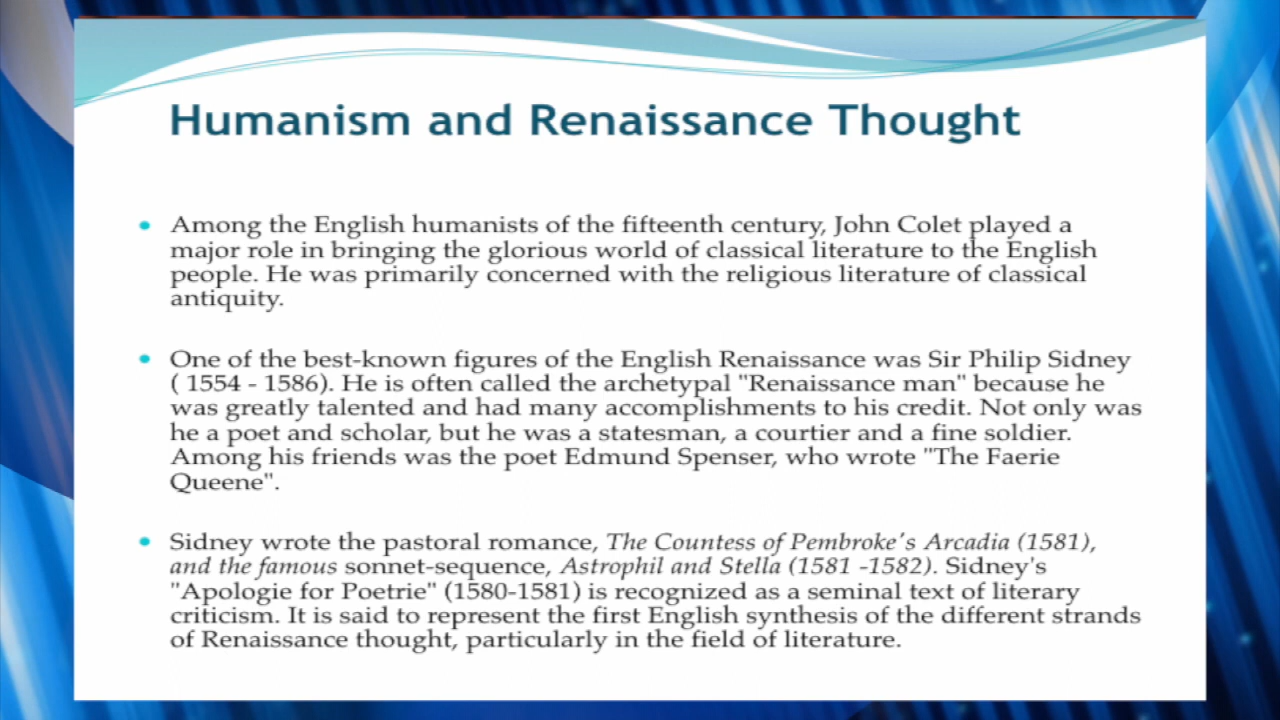 Humanism and Renaissance Thought
• Among the English humanists of the fifteenth century, John Colet played a
major role in bringing the glorious world of classical literature to the English
people. He was primarily concerned with the religious literature of classical
antiquity.
• One of the best-known figures of the English Renaissance was Sir Philip Sidney
( 1554 - 1586). He is often called the archetypal "Renaissance man" because he
was greatly talented and had many accomplishments to his credit. Not only was
he a poet and scholar, but he was a statesman, a courtier and a fine soldier.
Among his friends was the poet Edmund Spenser, who wrote "The Faerie
Queene".
• Sidney wrote the pastoral romance, The Countess of Pembroke's Arcadia (1581),
and the famous sonnet-sequence, Astrophil and Stella (1581 -1582). Sidney's
"Apologie for Poetrie" (1580-1581) is recognized as a seminal text of literary
criticism. It is said to represent the first English synthesis of the different strands
of Renaissance thought, particularly in the field of literature.